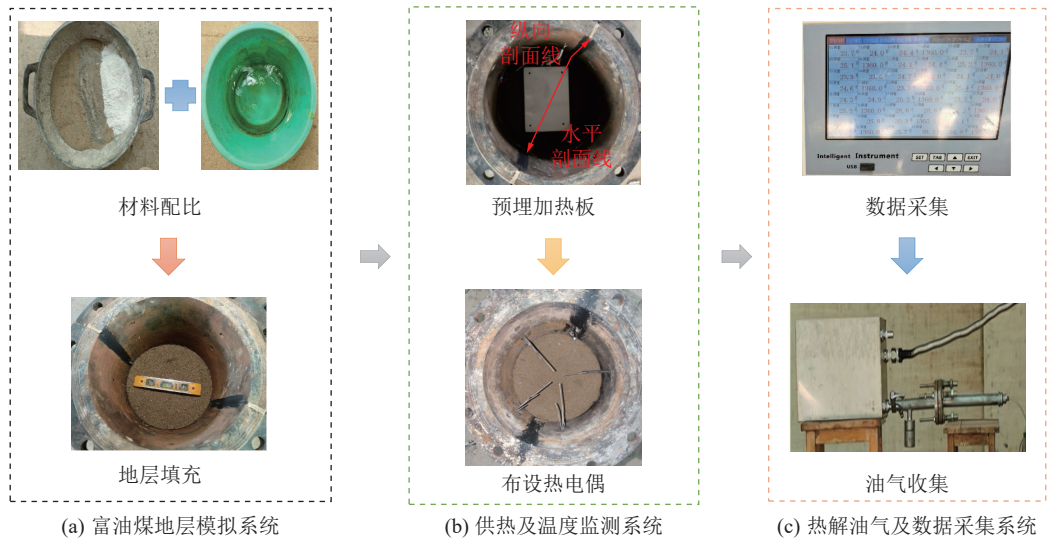 纵向
剖面线
水平
剖面线
Intelligent Instrument
USB
SET TAB EXIT
材料配比
预埋加热板
数据采集
地层填充
布设热电偶
油气收集
(a) 富油煤地层模拟系统
(b) 供热及温度监测系统
(c) 热解油气及数据采集系统